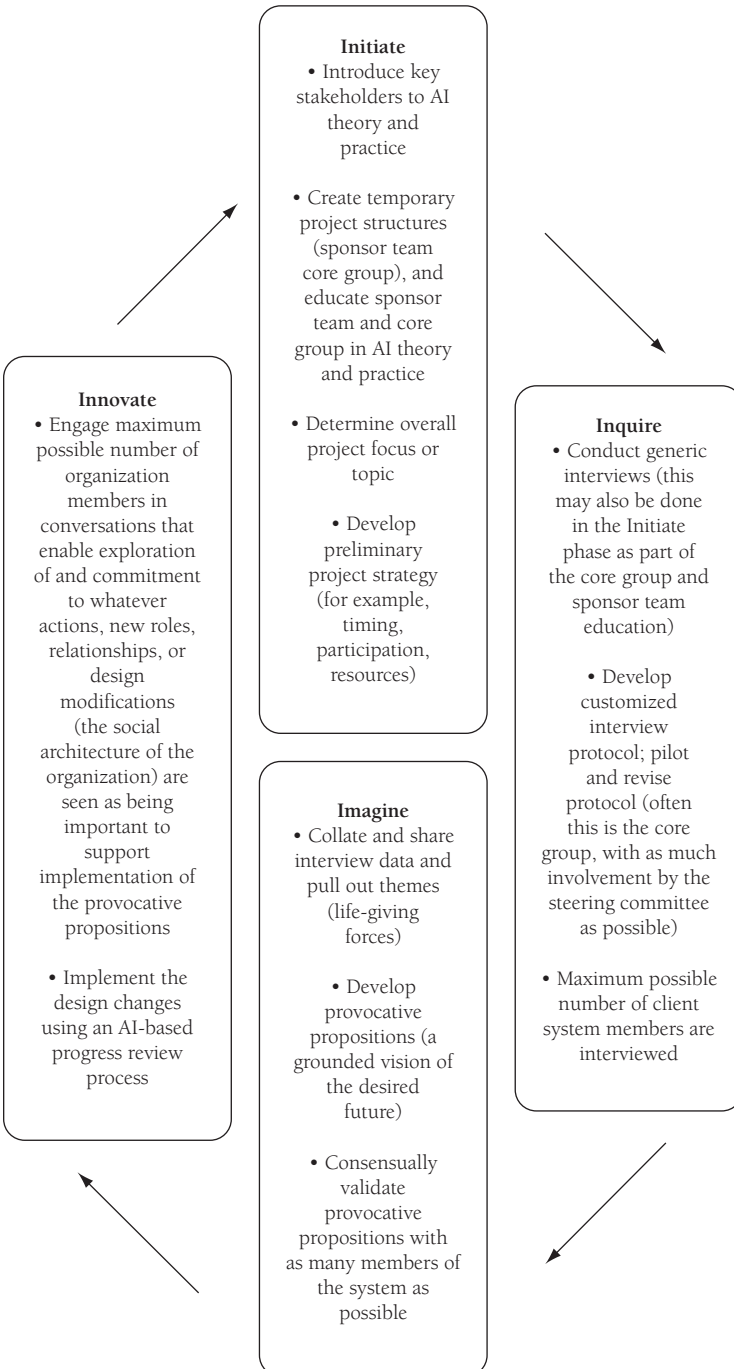 Initiate
• Introduce key
stakeholders to AI
theory and
practice
• Create temporary
project structures
(sponsor team
core group), and
educate sponsor
team and core
group in AI theory
and practice
• Determine overall
project focus or
topic
• Develop
preliminary
project strategy
(for example,
timing,
participation,
resources)
Inquire
• Conduct generic
interviews (this
may also be done
in the Initiate
phase as part of
the core group and
sponsor team
education)
• Develop
customized
interview
protocol; pilot
and revise
protocol (often
this is the core
group, with as much
involvement by the
steering committee
as possible)
• Maximum possible
number of client
system members are
interviewed
Imagine
• Collate and share
interview data and
pull out themes
(life-giving
forces)
• Develop
provocative
propositions (a
grounded vision of
the desired
future)
• Consensually
validate
provocative
propositions with
as many members of
the system as
possible
Innovate
• Engage maximum
possible number of
organization
members in
conversations that
enable exploration
of and commitment
to whatever
actions, new roles,
relationships, or
design
modifications
(the social
architecture of the
organization) are
seen as being
important to
support
implementation of
the provocative
propositions
• Implement the
design changes
using an AI-based
progress review
process